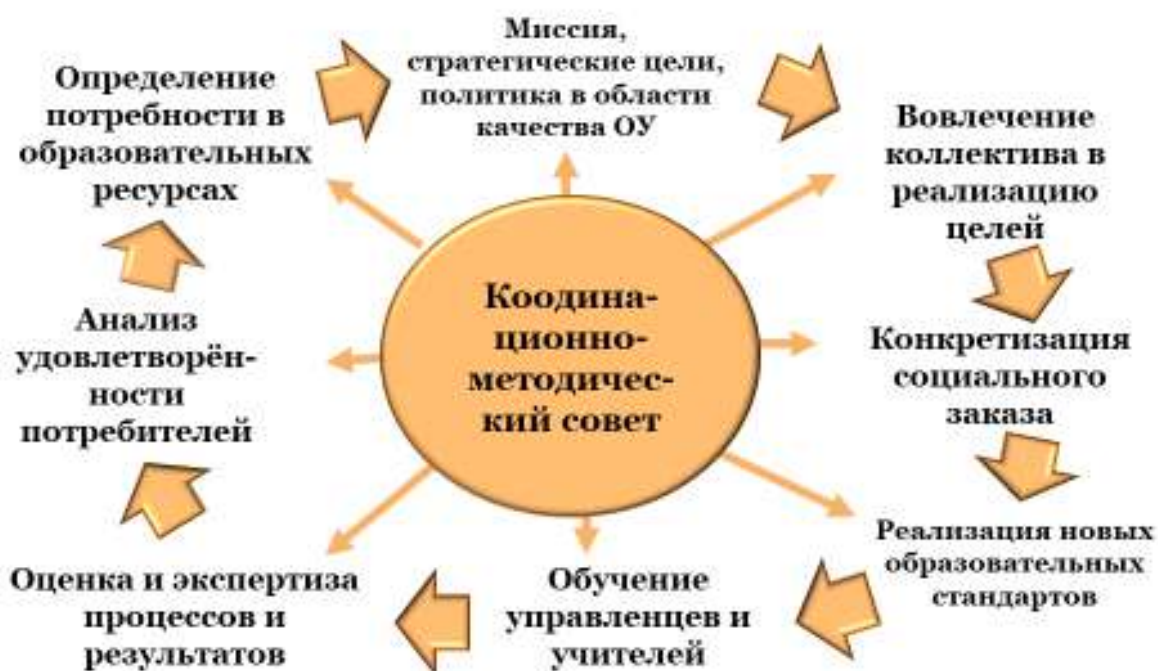 Миссия,
стратегические цели,
политика в области
качества ОУ
Вовлечение
коллектива в
реализацию
целей
Конкретизация
социального
заказа
Реализация новых
образовательных
стандартов
Обучение
управленцев и
учителей
Оценка и экспертиза
процессов и
результатов
Анализ
удовлетворён-
ности
потребителей
Определение
потребности в
образовательных
ресурсах
Коодина-
ционно-
методичес-
кий совет